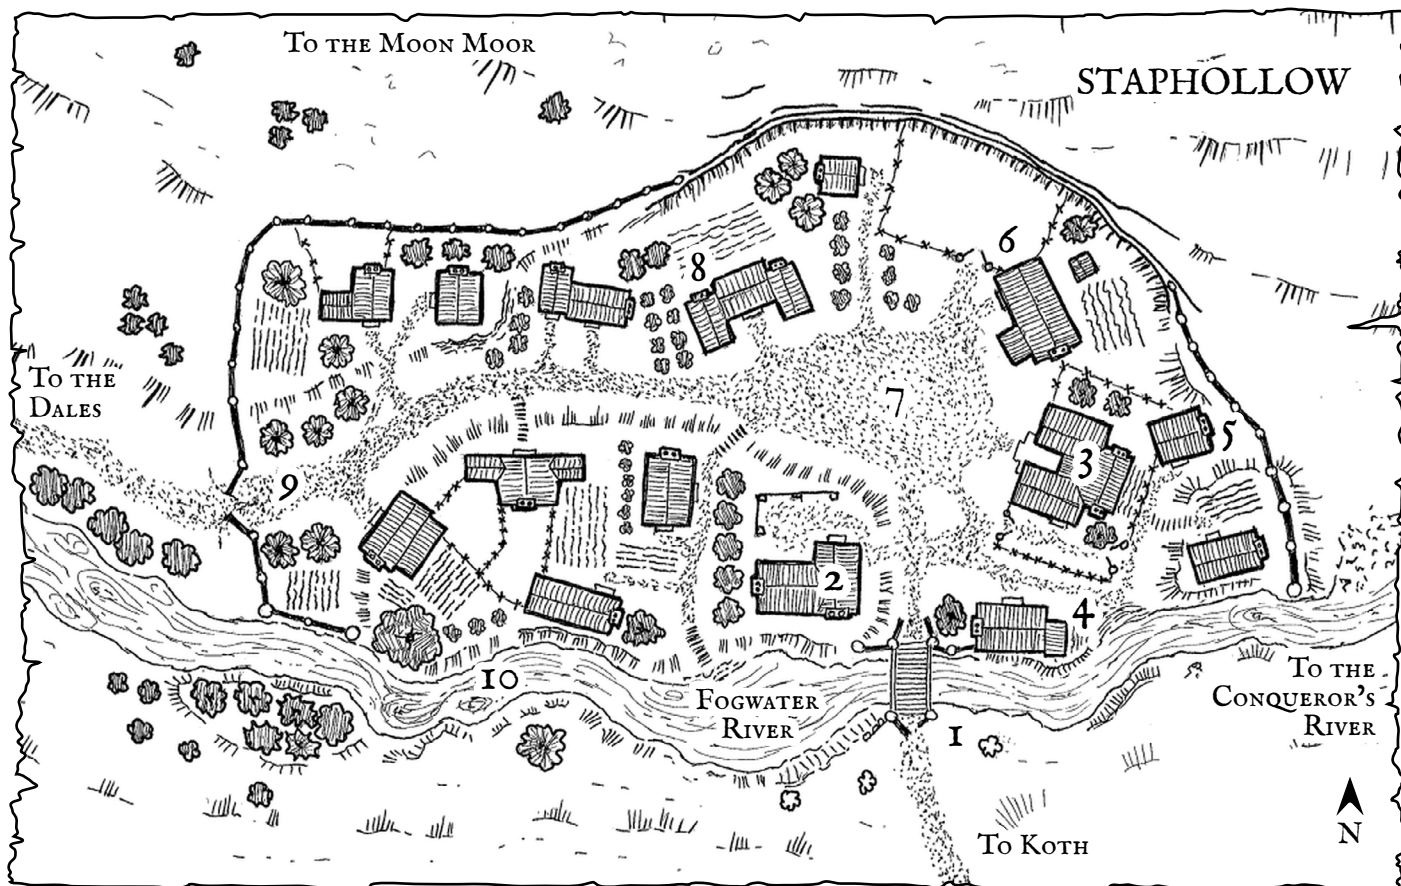 To the Moon Moor
STAPHOLLOW
6
8
To the
Dales
7
5
3
9
2
4
10
Fogwater
River
1
To the
Conqueror's
River
To Koth
N